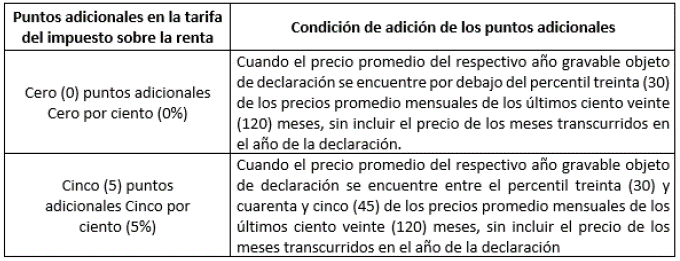 Puntos adicionales en la tarifa
del impuesto sobre la renta
Condición de adición de los puntos adicionales
Cero (0) puntos adicionales
Cero por ciento (0%)
Cuando el precio promedio del respectivo año gravable objeto
de declaración se encuentre por debajo del percentil treinta (30)
de los precios promedio mensuales de los últimos ciento veinte
(120) meses, sin incluir el precio de los meses transcurridos en
el año de la declaración.
Cinco (5) puntos
adicionales Cinco por
ciento (5%)
Cuando el precio promedio del respectivo año gravable objeto
de declaración se encuentre entre el percentil treinta (30) y
cuarenta y cinco (45) de los precios promedio mensuales de los
últimos ciento veinte (120) meses, sin incluir el precio de los
meses transcurridos en el año de la declaración